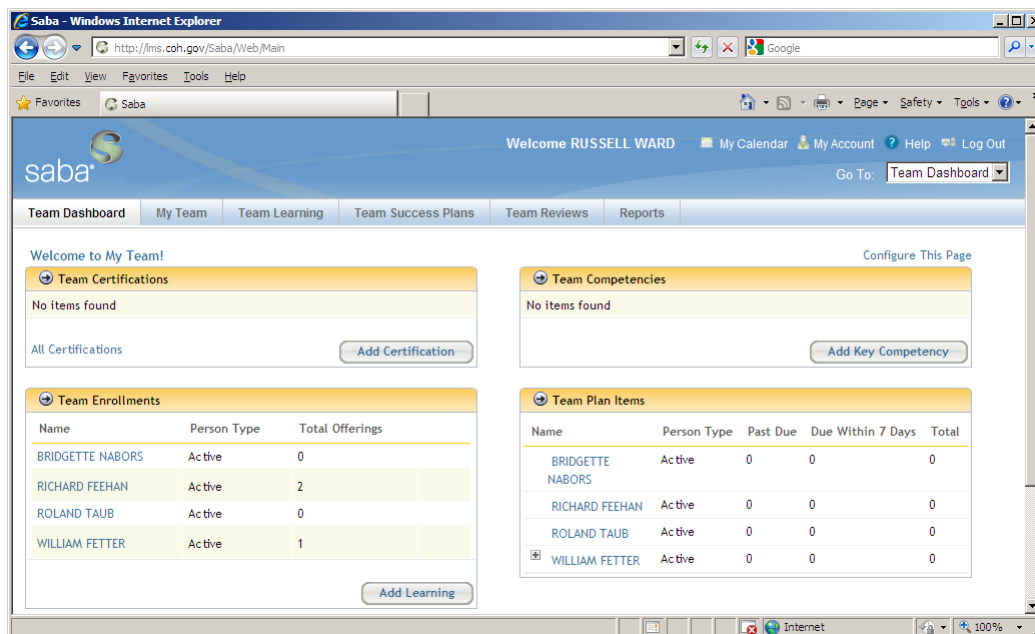 Saba - Windows Internet Explorer
http://lms.coh.gov/Saba/Web/Main
Google
File Edit View Favorites Tools Help
Favorites Saba
Page Safety Tools
saba
Welcome RUSSELL WARD My Calendar My Account ? Help Log Out
Go To: Team Dashboard
Team Dashboard My Team Team Learning Team Success Plans Team Reviews Reports
Welcome to My Team!
Configure This Page
Team Certifications
No items found
All Certifications
Add Certification
Team Competencies
No items found
Add Key Competency
Team Enrollments
Name Person Type Total Offerings
BRIDGETTE NABORS Active 0
RICHARD FEEHAN Active 2
ROLAND TAUB Active 0
WILLIAM FETTER Active 1
Add Learning
Team Plan Items
Name Person Type Past Due Due Within 7 Days Total
BRIDGETTE Active 0 0 0
NABORS
RICHARD FEEHAN Active 0 0 0
ROLAND TAUB Active 0 0 0
WILLIAM FETTER Active 0 0 0
Internet 100%